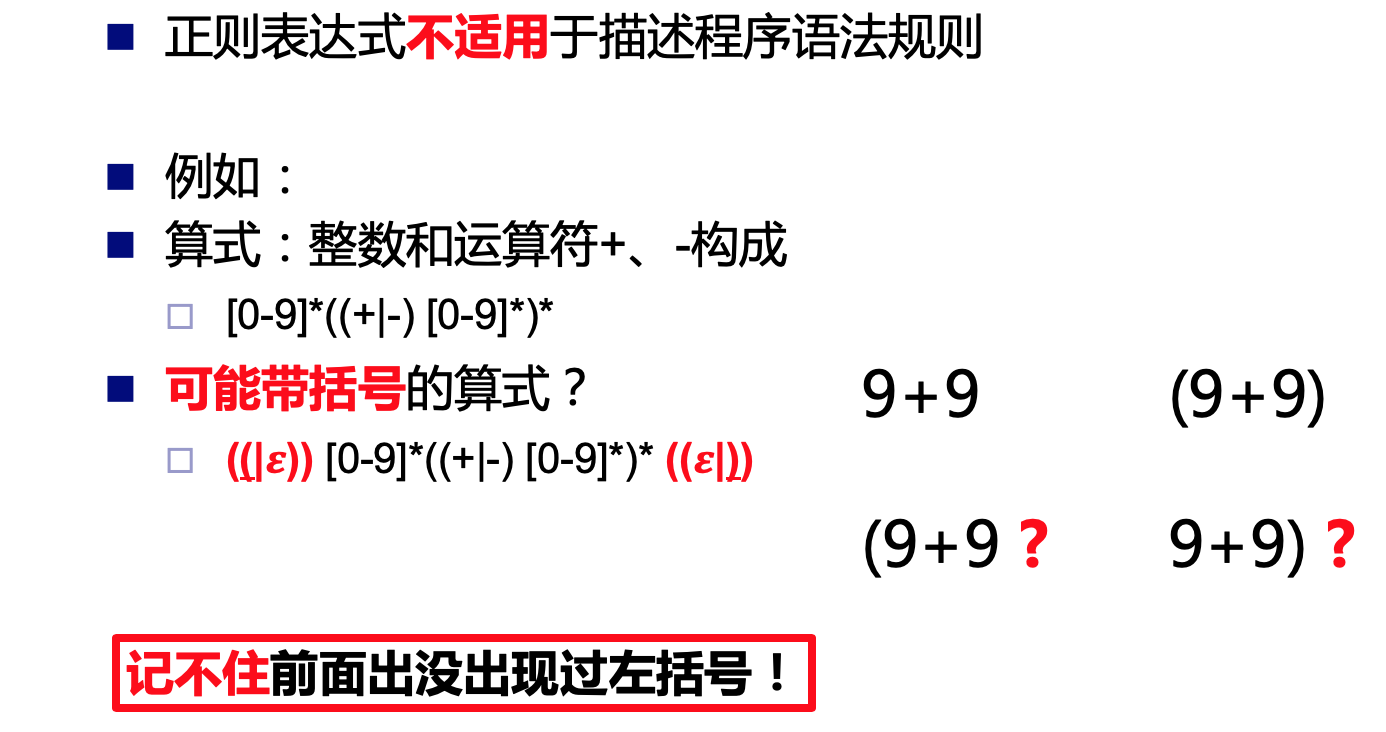 正则表达式不适用于描述程序语法规则
例如：
算式：整数和运算符+、-构成
[0-9]*((+|-) [0-9]*)*
可能带括号的算式？
((|ε)) [0-9]*((+|-) [0-9]*)* ((ε|))
9+9
(9+9)
(9+9 ?
9+9) ?
记不住前面出没出现过左括号！